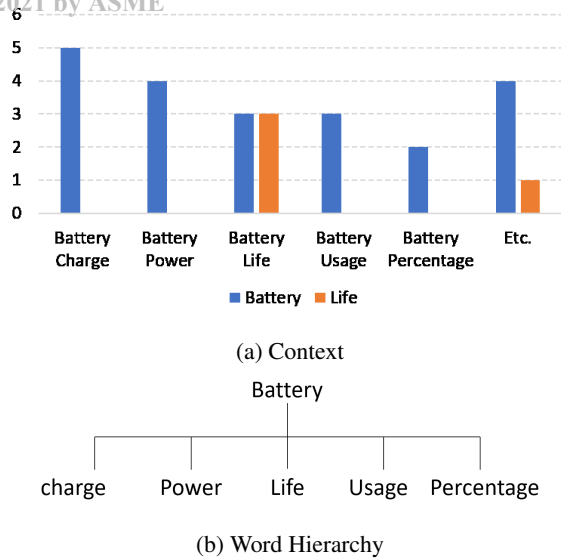 2021 by ASME
6
5
4
3
2
1
0
Battery Charge
Battery Power
Battery Life
Battery Usage
Battery Percentage
Etc.
Battery Life
(a) Context
Battery
charge Power Life Usage Percentage
(b) Word Hierarchy